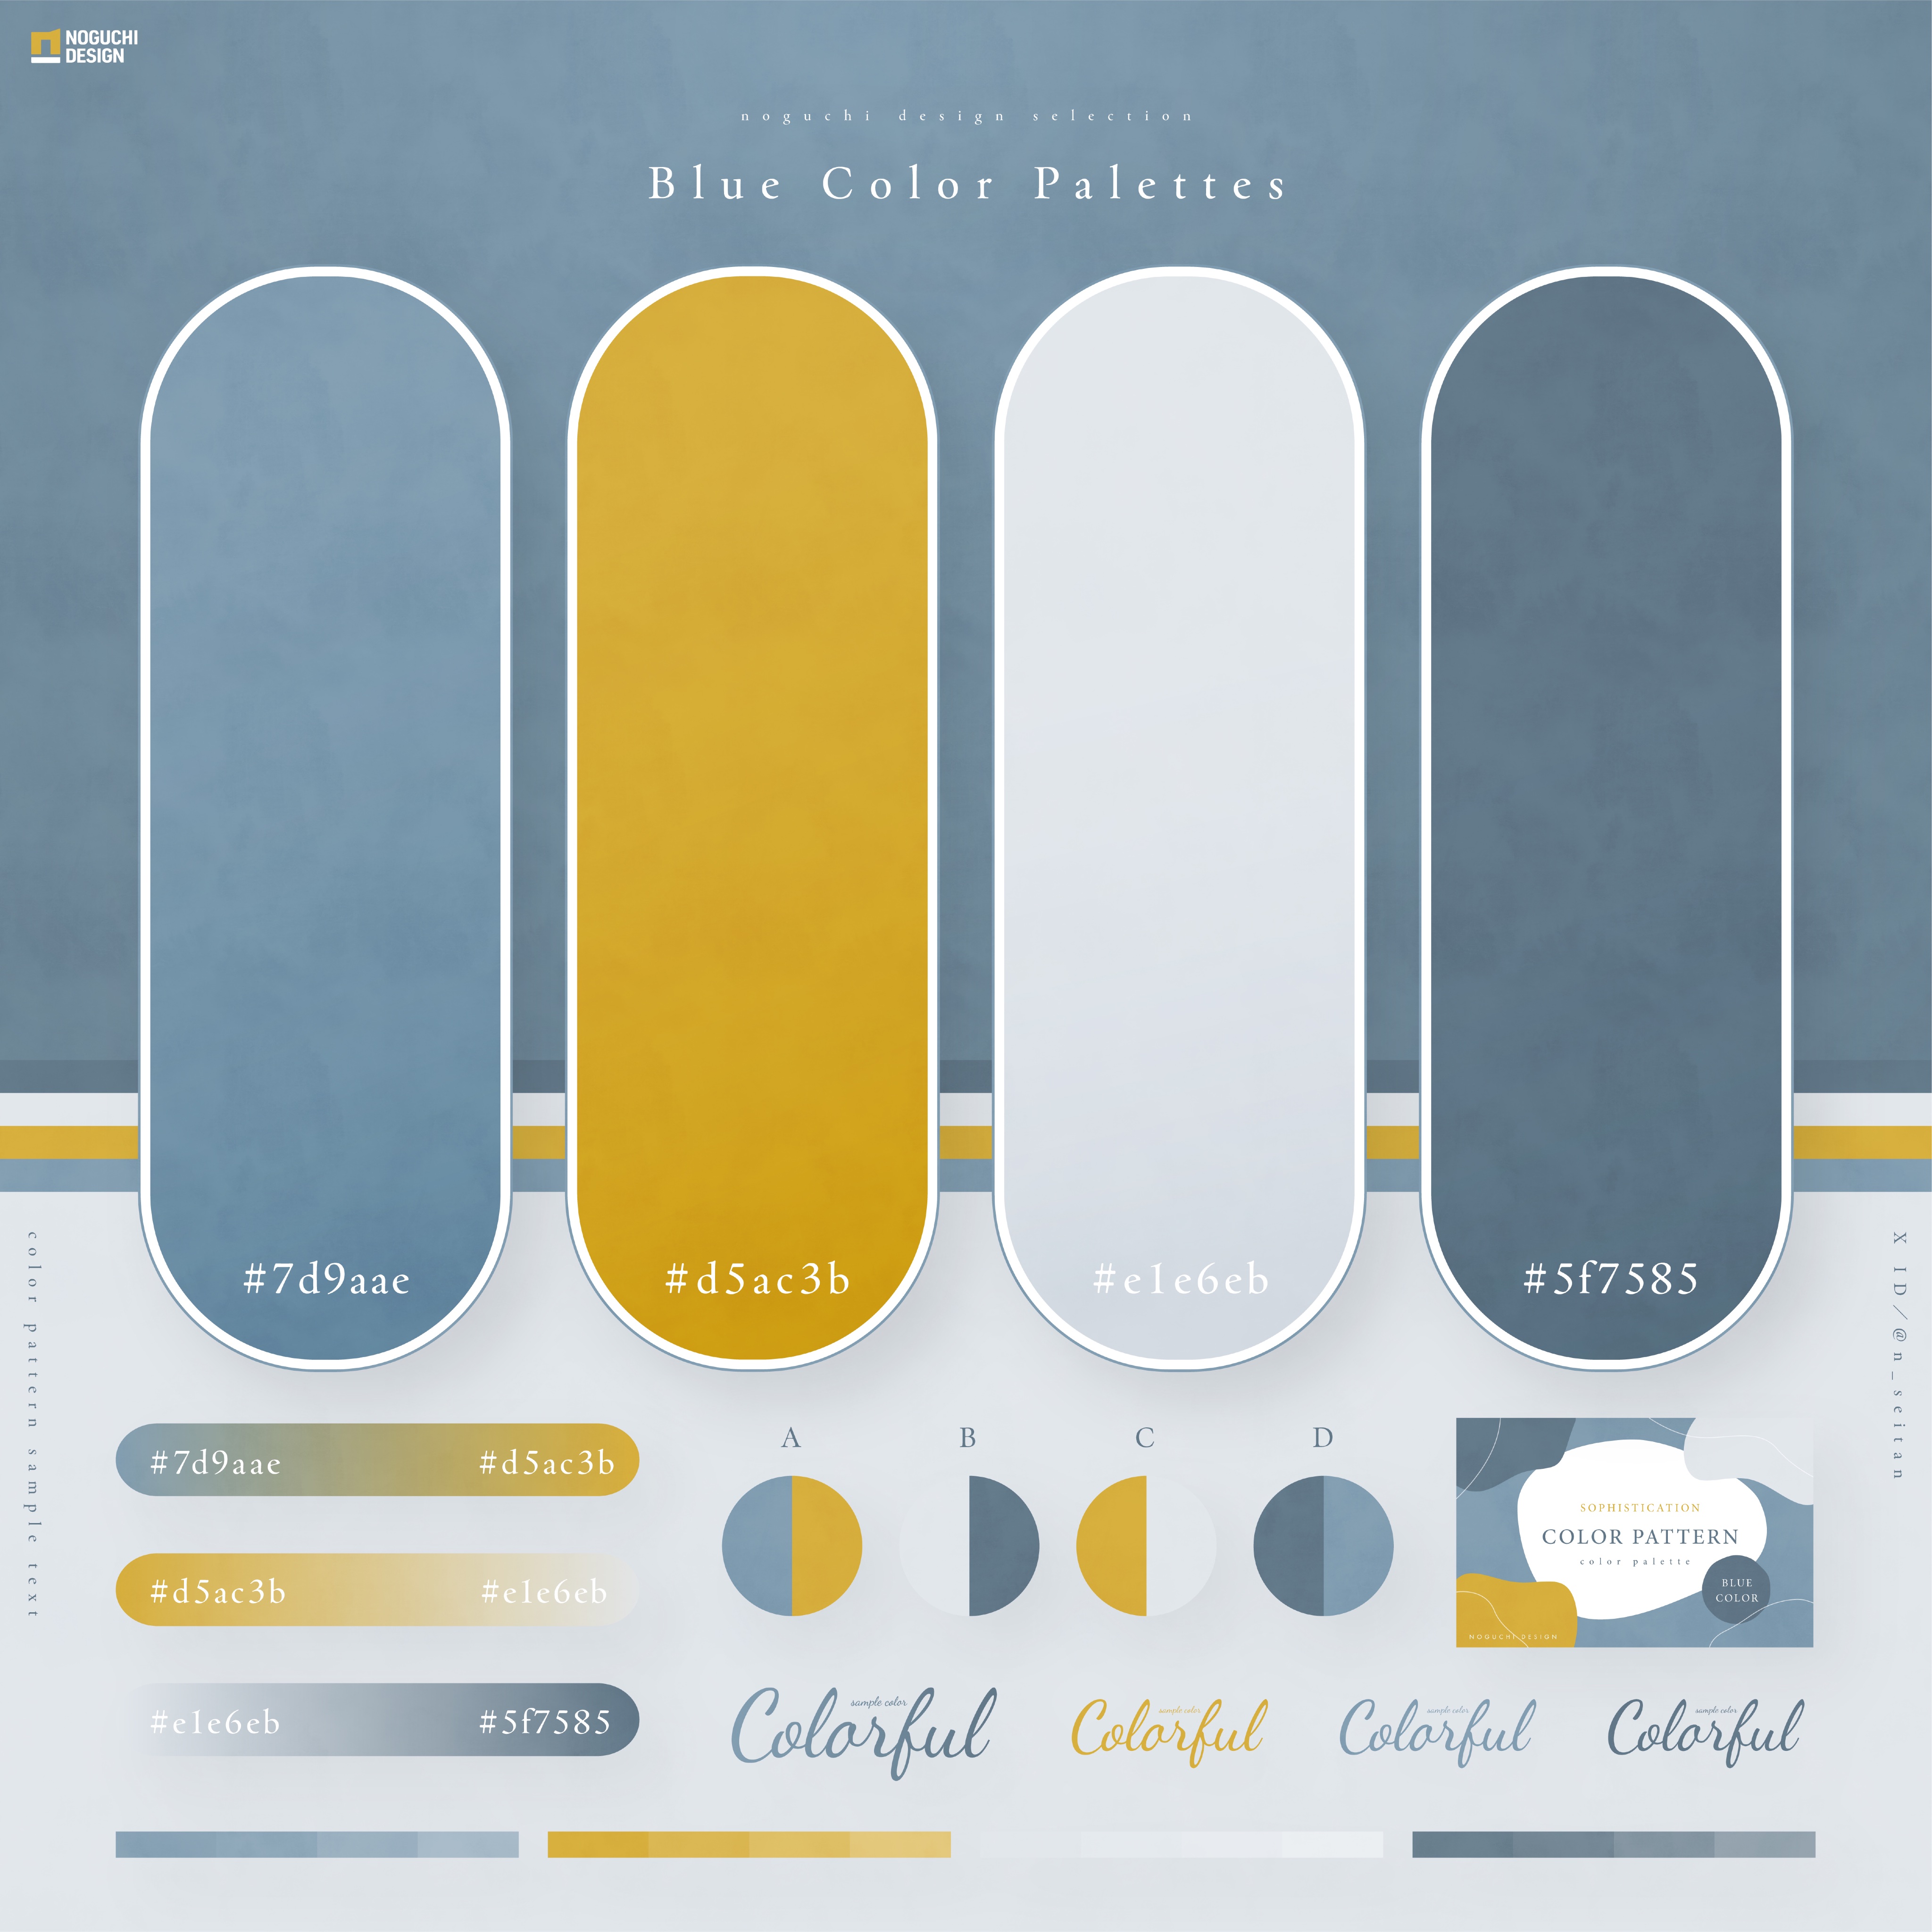 NOGUCHI
DESIGN
noguchi design selection
Blue Color Palettes
#7d9aae
#d5ac3b
#e1e6eb
#5f7585
color pattern sample text
X ID/@n_seitan
#7d9aae #d5ac3b
#d5ac3b #e1e6eb
#e1e6eb #5f7585
A B C D
SOPHISTICATION
COLOR PATTERN
color palette
BLUE
COLOR
NOGUCHI DESIGN
sample color
Colorful
sample color
Colorful
sample color
Colorful
sample color
Colorful